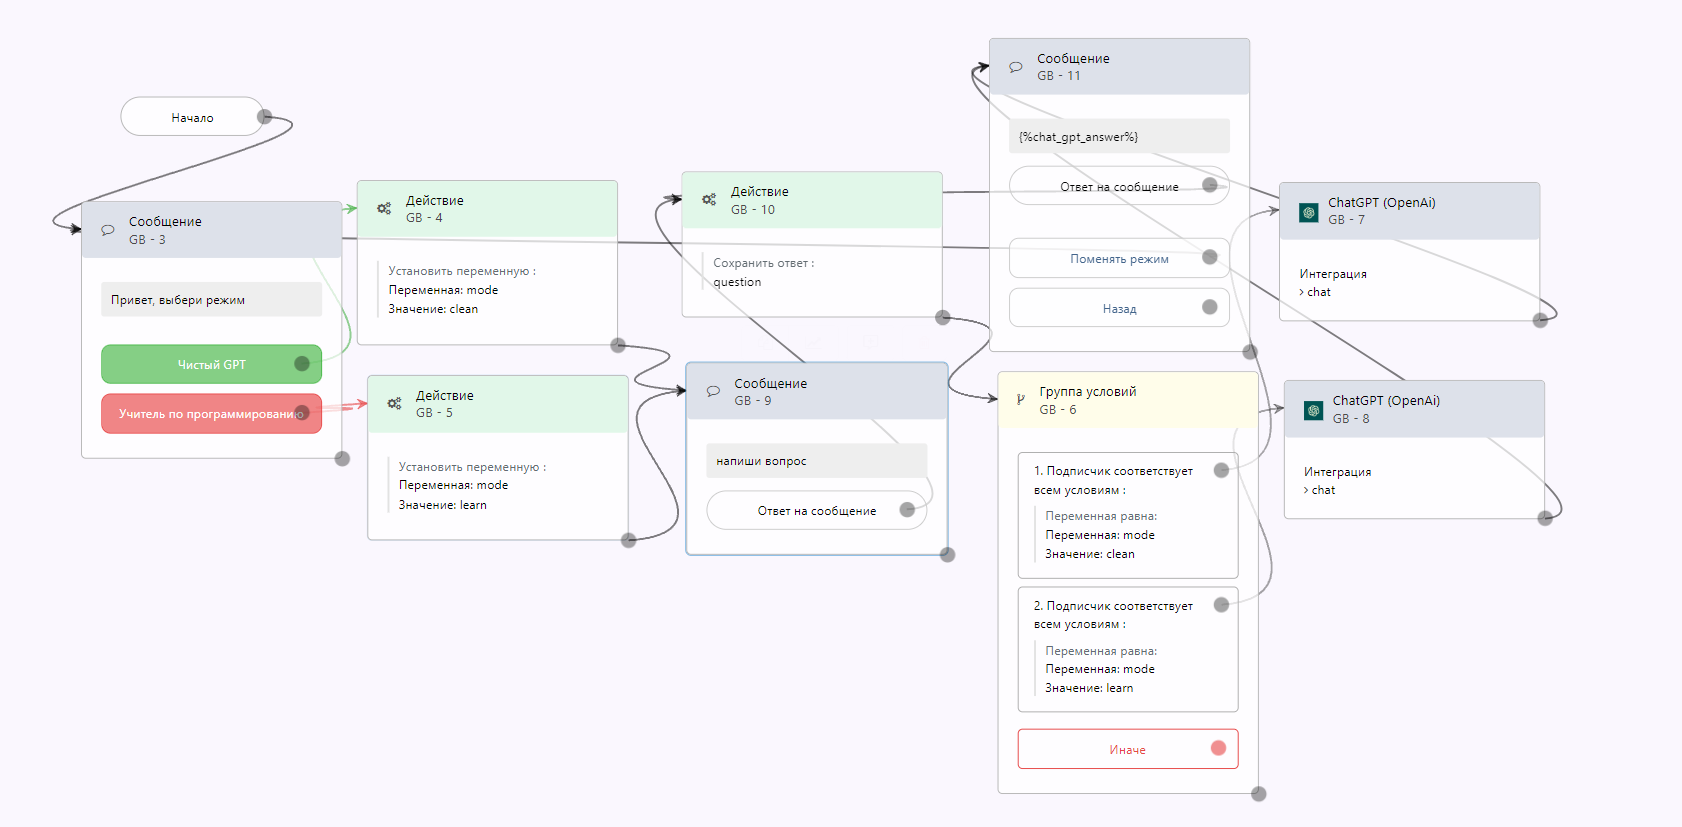 Начало
Сообщение
GB - 3
Привет, выбери режим
Чистый GPT
Учитель по программированию
Действие
GB - 4
Установить переменную :
Переменная: mode
Значение: clean
Действие
GB - 5
Установить переменную :
Переменная: mode
Значение: learn
Действие
GB - 10
Сохранить ответ :
question
Сообщение
GB - 9
напиши вопрос
Ответ на сообщение
Сообщение
GB - 11
{%chat_gpt_answer%}
Ответ на сообщение
Поменять режим
Назад
Группа условий
GB - 6
1. Подписчик соответствует
всем условиям :
Переменная равна:
Переменная: mode
Значение: clean
2. Подписчик соответствует
всем условиям :
Переменная равна:
Переменная: mode
Значение: learn
Иначе
ChatGPT (OpenAi)
GB - 7
Интеграция
> chat
ChatGPT (OpenAi)
GB - 8
Интеграция
> chat